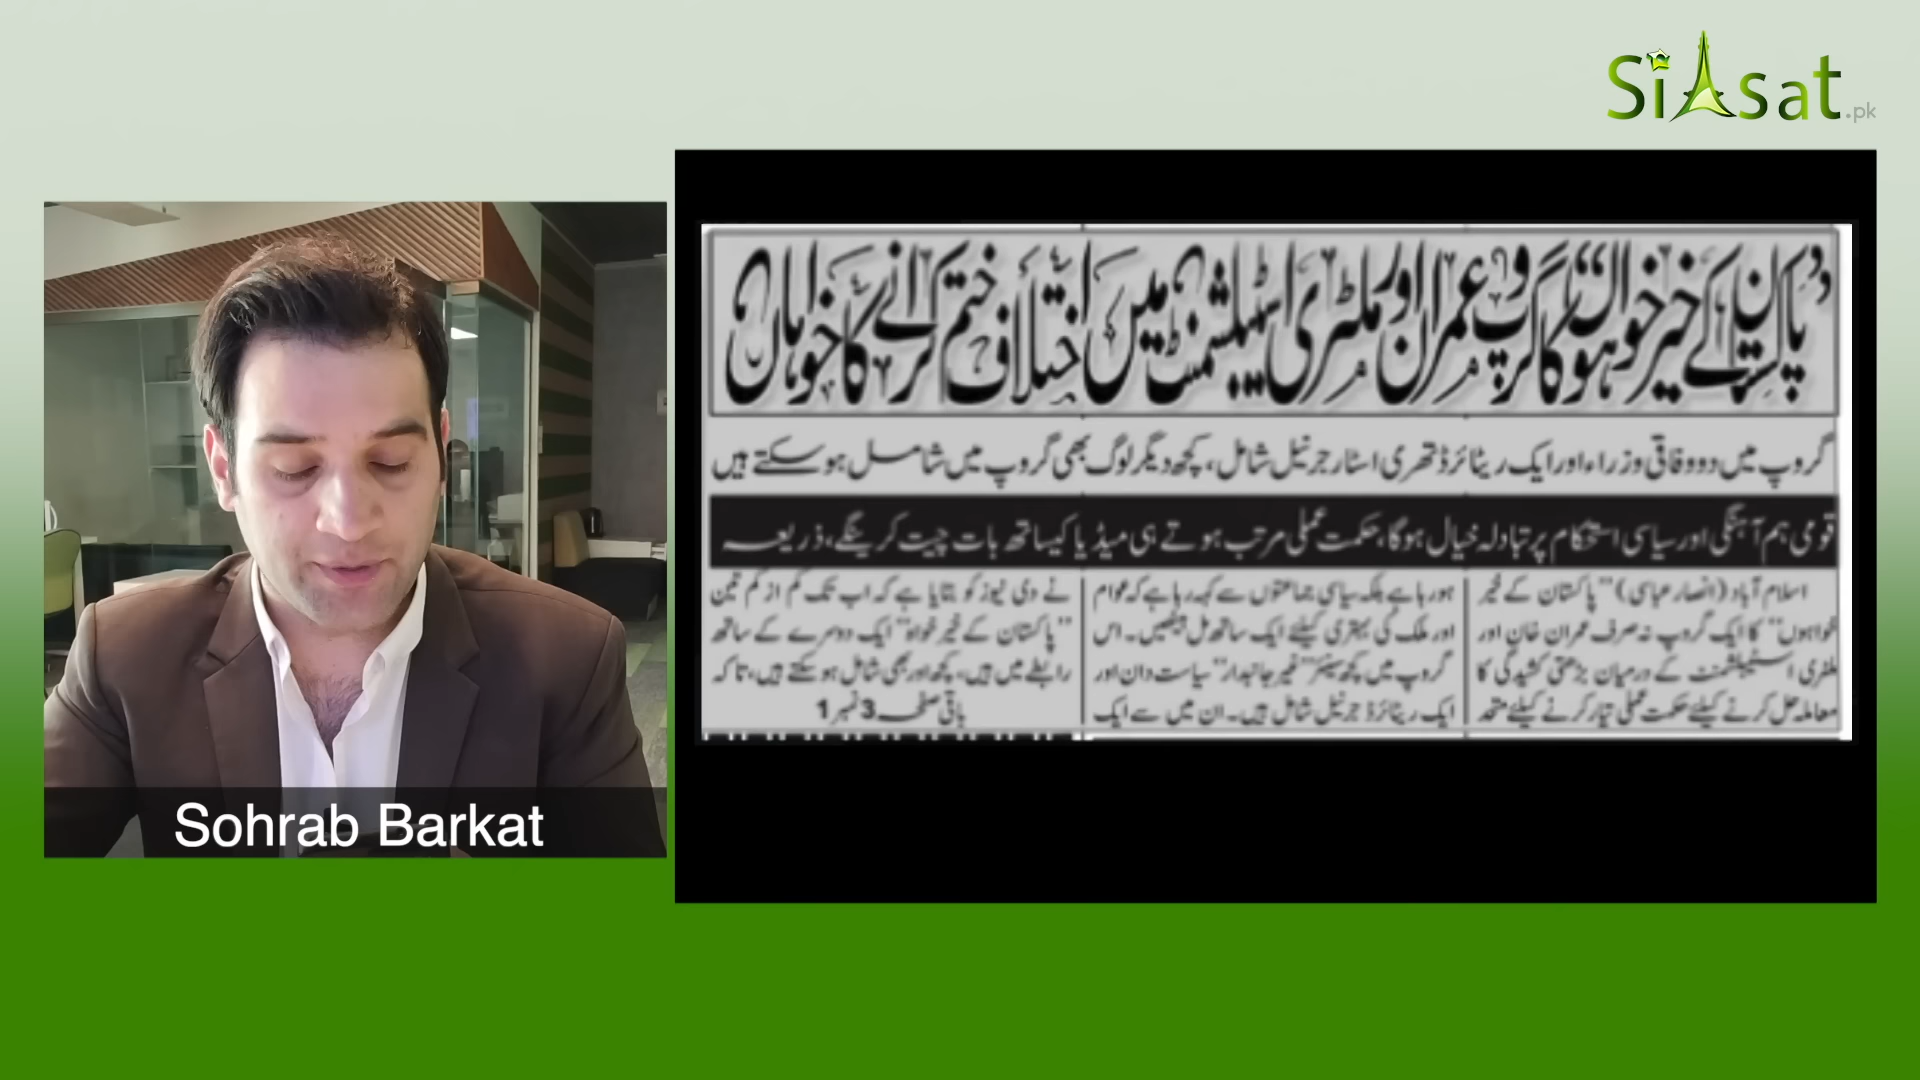 SiAsat.pk
Sohrab Barkat
’’پاکستان کے خیر خواہوں‘‘ کا گروپ عمران اور ملٹری اسٹیبلشمنٹ میں اختلاف ختم کرانے کا خواہاں
گروپ میں دو وفاقی وزراء اور ایک ریٹائرڈ تھری اسٹار جرنیل شامل، کچھ دیگر لوگ بھی گروپ میں شامل ہوسکتے ہیں
قومی ہم آہنگی اور سیاسی استحکام پر تبادلہ خیال ہوگا، حکمت عملی مرتب ہوتے ہی میڈیا کیساتھ بات چیت کرینگے، ذریعہ
اسلام آباد (انصار عباسی) ’’پاکستان کے خیر
خواہوں‘‘ کا ایک گروپ نہ صرف عمران خان اور
ملٹری اسٹیبلشمنٹ کے درمیان بڑھتی کشیدگی کا
معاملہ حل کرنے کیلئے حکمت عملی تیار کرنے کیلئے متحد
ہو رہا ہے بلکہ سیاسی جماعتوں سے کہہ رہا ہے کہ عوام
اور ملک کی بہتری کیلئے ایک ساتھ مل بیٹھیں۔ اس
گروپ میں کچھ سینئر ’’غیر جانبدار‘‘ سیاست دان اور
ایک ریٹائرڈ جرنیل شامل ہیں۔ ان میں سے ایک
نے دی نیوز کو بتایا ہے کہ اب تک کم از کم تین
’’پاکستان کے خیر خواہ‘‘ ایک دوسرے کے ساتھ
رابطے میں ہیں، کچھ اور بھی شامل ہوسکتے ہیں، تاکہ
باقی صفحہ 3 نمبر 1